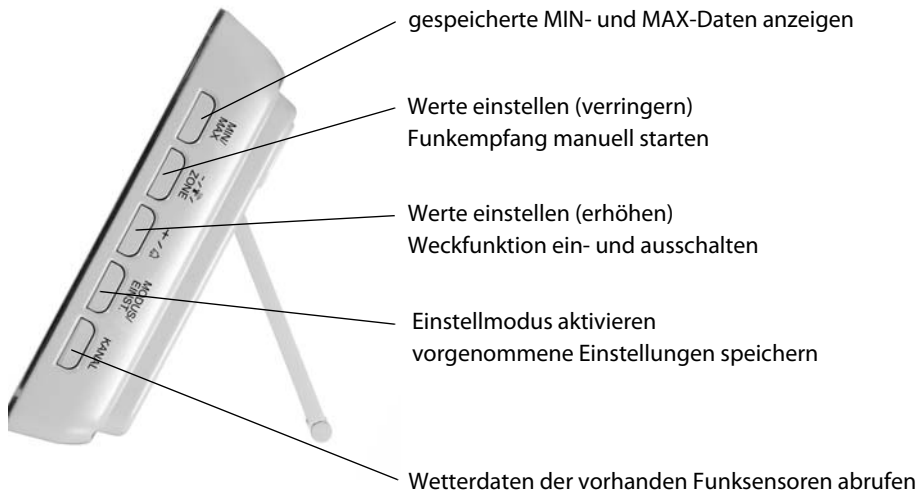 gespeicherte MIN- und MAX-Daten anzeigen
MIN/
MAX
Werte einstellen (verringern)
Funkempfang manuell starten
ZONE
Werte einstellen (erhöhen)
Weckfunktion ein- und ausschalten
+ /
MODUS/
EINST.
Einstellmodus aktivieren
vorgenommene Einstellungen speichern
KANAL
Wetterdaten der vorhanden Funksensoren abrufen